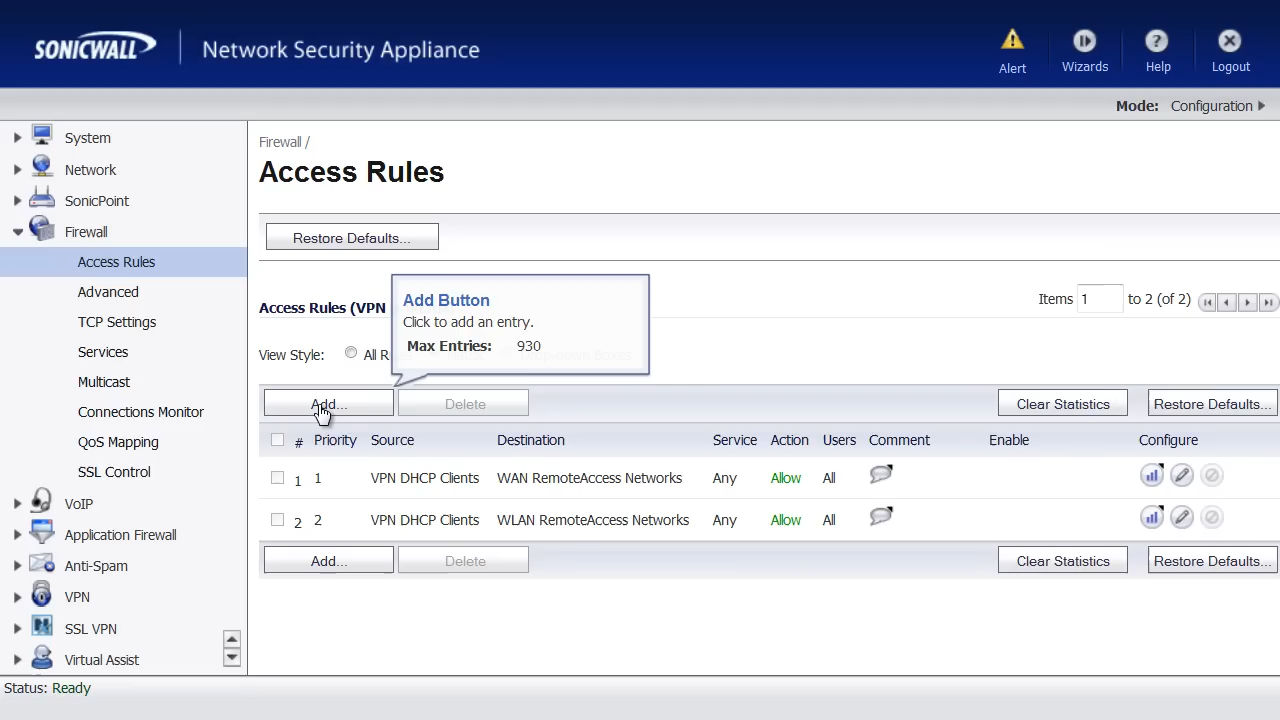 SONICWALL
Network Security Appliance
Alert
Wizards
Help
Logout
Mode: Configuration
System
Network
SonicPoint
Firewall
Access Rules
Advanced
TCP Settings
Services
Multicast
Connections Monitor
QoS Mapping
SSL Control
VoIP
Application Firewall
Anti-Spam
VPN
SSL VPN
Virtual Assist
Firewall /
Access Rules
Restore Defaults...
Access Rules (VPN
Items 1 to 2 (of 2)
Add Button
Click to add an entry.
Max Entries: 930
View Style: All
Add... Delete Clear Statistics Restore Defaults...
# Priority Source Destination Service Action Users Comment Enable Configure
1 1 VPN DHCP Clients WAN RemoteAccess Networks Any Allow All
2 2 VPN DHCP Clients WLAN RemoteAccess Networks Any Allow All
Add... Delete Clear Statistics Restore Defaults...
Status: Ready